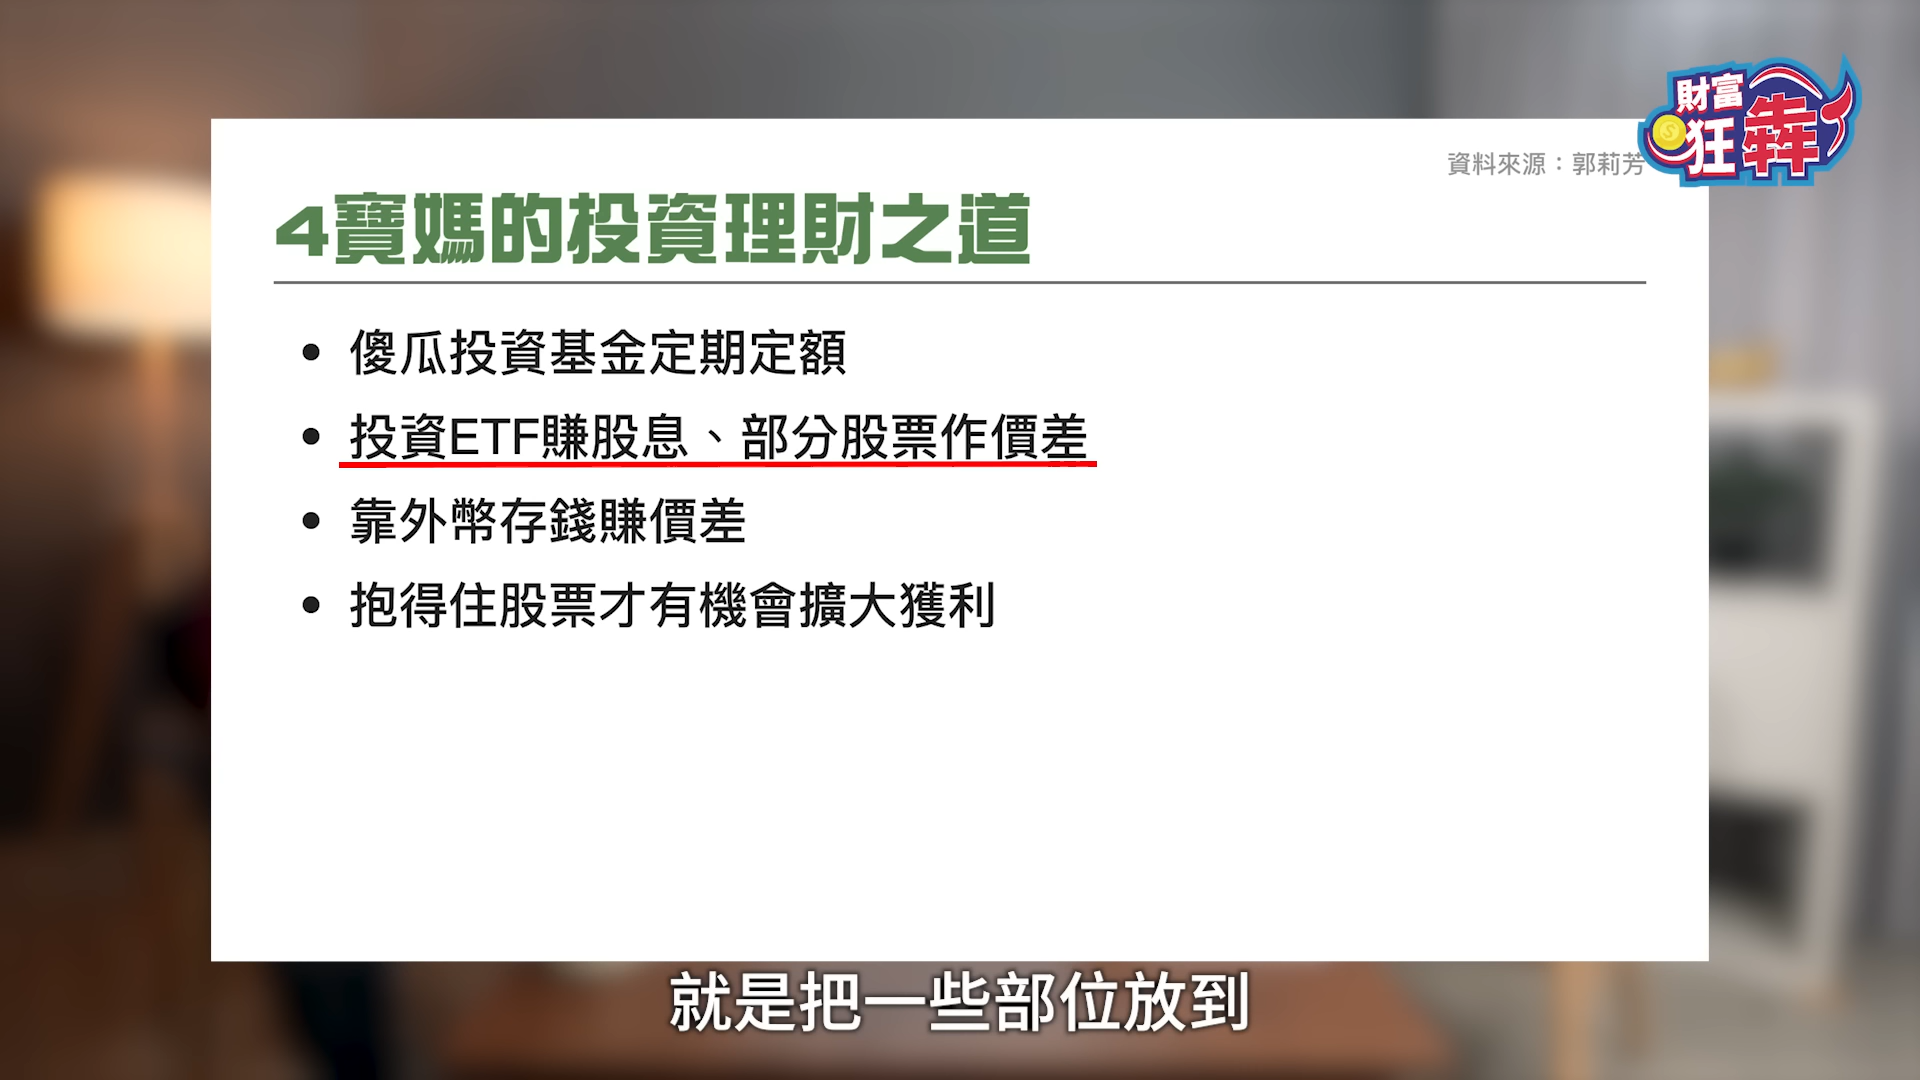 財富
狂犇
資料來源：郭莉芳
4寶媽的投資理財之道
• 傻瓜投資基金定期定額
• 投資ETF賺股息、部分股票作價差
• 靠外幣存錢賺價差
• 抱得住股票才有機會擴大獲利
就是把一些部位放到